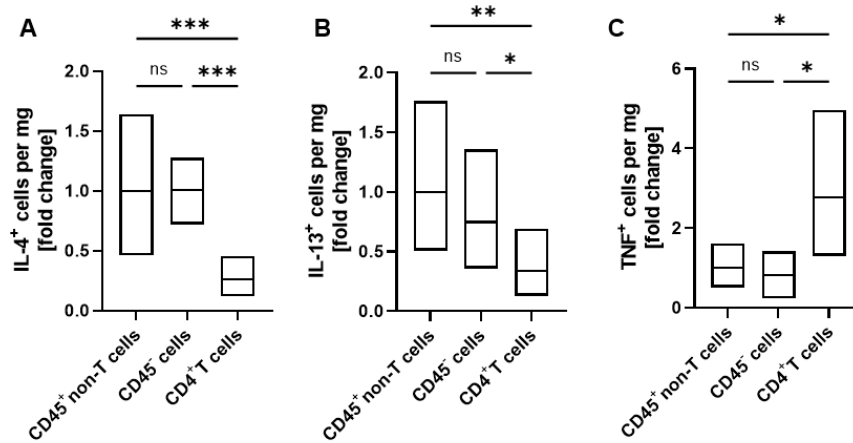 A
***
ns
***
IL-4⁺ cells per mg
[fold change]
2.0
1.5
1.0
0.5
0.0
CD45⁺ non-T cells
CD45⁻ cells
CD4⁺T cells
B
**
ns
*
IL-13⁺ cells per mg
[fold change]
2.0
1.5
1.0
0.5
0.0
CD45⁺ non-T cells
CD45⁻ cells
CD4⁺T cells
C
*
ns
*
TNF⁺ cells per mg
[fold change]
6
4
2
0
CD45⁺ non-T cells
CD45⁻ cells
CD4⁺T cells